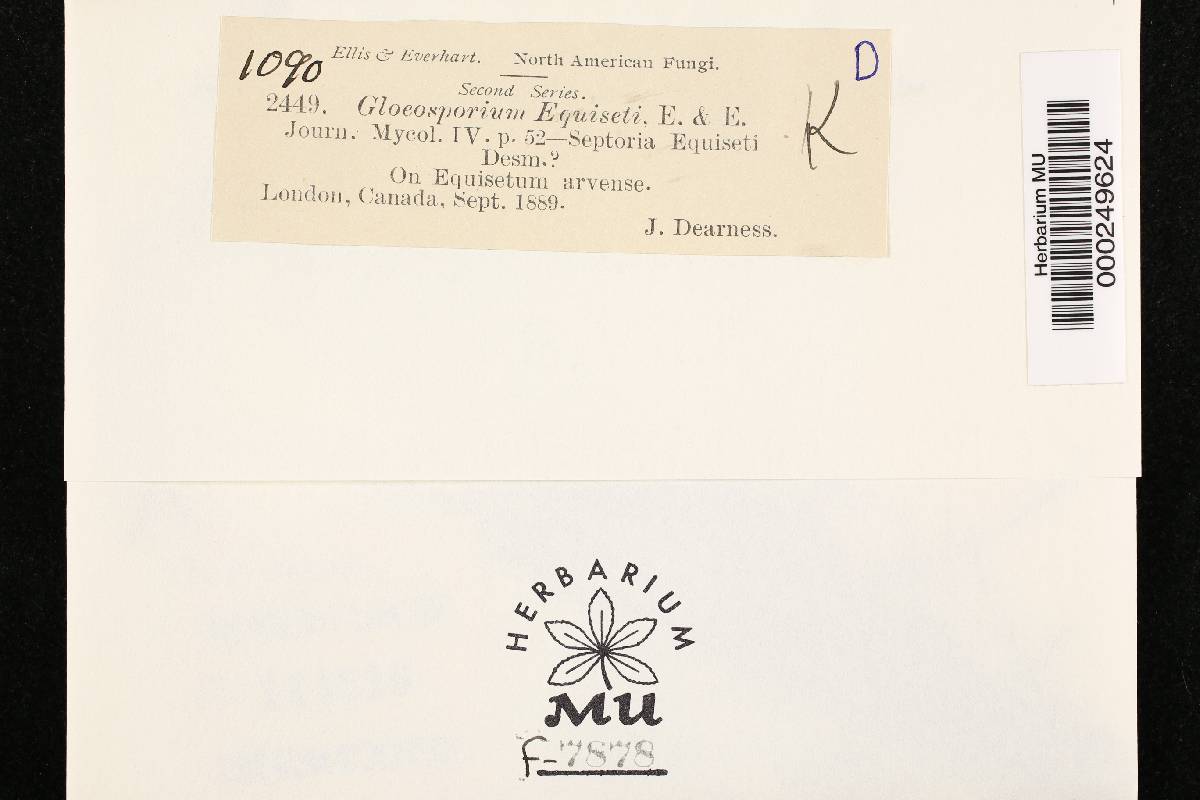 1090 Ellis & Everhart. North American Fungi. D
Second Series.
2449. Gloeosporium Equiseti, E. & E. K
Journ. Mycol. IV. p. 52—Septoria Equiseti
Desm.?
On Equisetum arvense.
London, Canada, Sept. 1889.
J. Dearness.
Herbarium MU
000249624
HERBARIUM
MU
F-7878